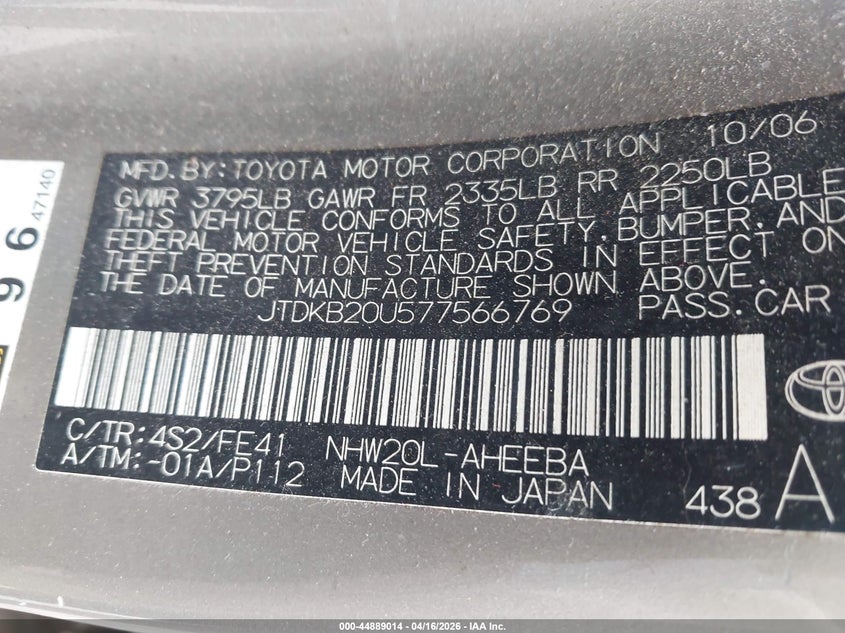 MFD.BY:TOYOTA MOTOR CORPORATION 10/06
GVWR 3795LB GAWR FR 2335LB RR 2250LB
THIS VEHICLE CONFORMS TO ALL APPLICABLE
FEDERAL MOTOR VEHICLE SAFETY,BUMPER,AND
THEFT PREVENTION STANDARDS IN EFFECT ON
THE DATE OF MANUFACTURE SHOWN ABOVE.
JTDKB20U577566769 PASS.CAR
C/TR:4S2/FE41 NHW20L-AHEEBA
A/TM:-01A/P112 MADE IN JAPAN 438 A
96
47140
000-44889014 - 04/16/2026 - IAA Inc.